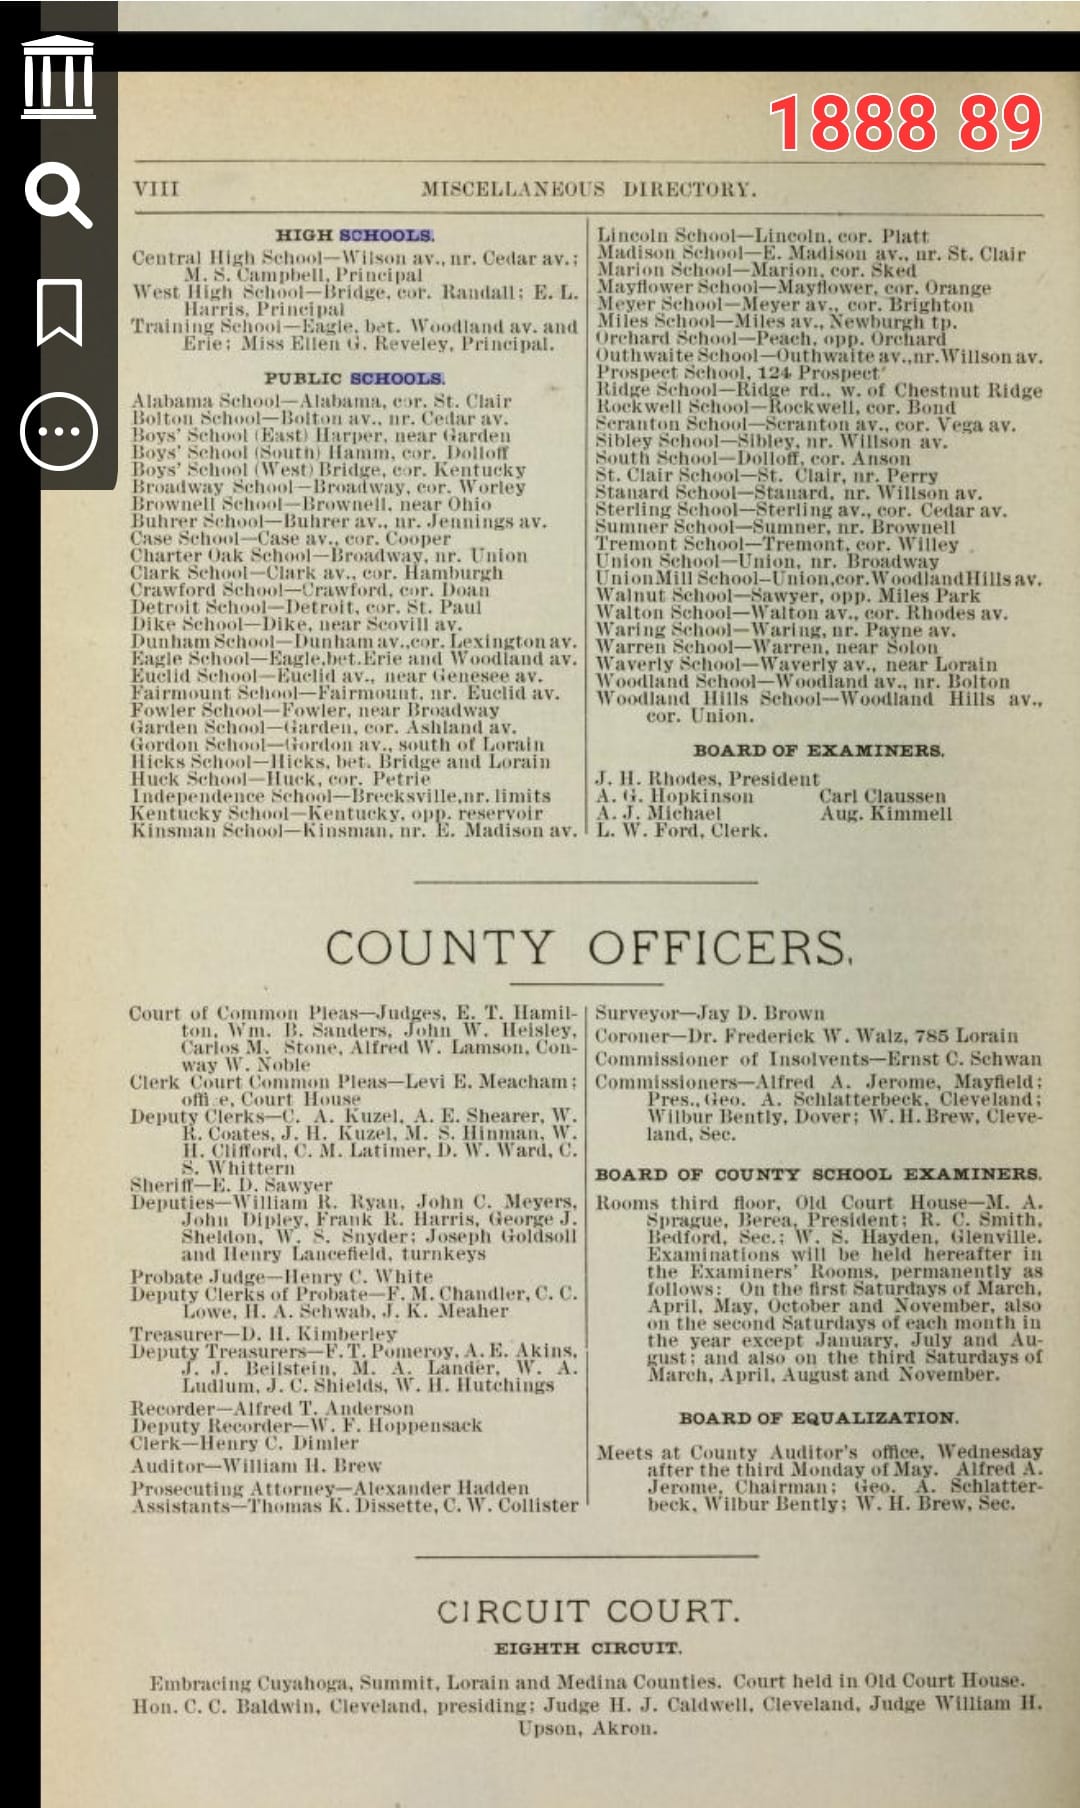 1888 89
VIII
MISCELLANEOUS DIRECTORY.
HIGH SCHOOLS.
Central High School—Wilson av., nr. Cedar av.;
M. S. Campbell, Principal
West High School—Bridge, cor. Randall; E. L.
Harris, Principal
Training School—Eagle, bet. Woodland av. and
Erie; Miss Ellen G. Reveley, Principal.
PUBLIC SCHOOLS.
Alabama School—Alabama, cor. St. Clair
Bolton School—Bolton av., nr. Cedar av.
Boys' School (East) Harper, near Garden
Boys' School (South) Hamm, cor. Dolloff
Boys' School (West) Bridge, cor. Kentucky
Broadway School—Broadway, cor. Worley
Brownell School—Brownell, near Ohio
Buhrer School—Buhrer av., nr. Jennings av.
Case School—Case av., cor. Cooper
Charter Oak School—Broadway, nr. Union
Clark School—Clark av., cor. Hamburgh
Crawford School—Crawford, cor. Doan
Detroit School—Detroit, cor. St. Paul
Dike School—Dike, near Scovill av.
Dunham School—Dunham av., cor. Lexington av.
Eagle School—Eagle, bet. Erie and Woodland av.
Euclid School—Euclid av., near Genesee av.
Fairmount School—Fairmount, nr. Euclid av.
Fowler School—Fowler, near Broadway
Garden School—Garden, cor. Ashland av.
Gordon School—Gordon av., south of Lorain
Hicks School—Hicks, bet. Bridge and Lorain
Huck School—Huck, cor. Petrie
Independence School—Brecksville, nr. limits
Kentucky School—Kentucky, opp. reservoir
Kinsman School—Kinsman, nr. E. Madison av.
Lincoln School—Lincoln, cor. Platt
Madison School—E. Madison av., nr. St. Clair
Marion School—Marion, cor. Sked
Mayflower School—Mayflower, cor. Orange
Meyer School—Meyer av., cor. Brighton
Miles School—Miles av., Newburgh tp.
Orchard School—Peach, opp. Orchard
Outhwaite School—Outhwaite av., nr. Willson av.
Prospect School, 124 Prospect
Ridge School—Ridge rd., w. of Chestnut Ridge
Rockwell School—Rockwell, cor. Bond
Scranton School—Scranton av., cor. Vega av.
Sibley School—Sibley, nr. Willson av.
South School—Dolloff, cor. Anson
St. Clair School—St. Clair, nr. Perry
Stanard School—Stanard, nr. Willson av.
Sterling School—Sterling av., cor. Cedar av.
Sumner School—Sumner, nr. Brownell
Tremont School—Tremont, cor. Willey
Union School—Union, nr. Broadway
Union Mill School—Union, cor. Woodland Hills av.
Walnut School—Sawyer, opp. Miles Park
Walton School—Walton av., cor. Rhodes av.
Waring School—Waring, nr. Payne av.
Warren School—Warren, near Solon
Waverly School—Waverly av., near Lorain
Woodland School—Woodland av., nr. Bolton
Woodland Hills School—Woodland Hills av.,
cor. Union.
BOARD OF EXAMINERS.
J. H. Rhodes, President
A. G. Hopkinson Carl Claussen
A. J. Michael Aug. Kimmell
L. W. Ford, Clerk.
COUNTY OFFICERS.
Court of Common Pleas—Judges, E. T. Hamil-
ton, Wm. B. Sanders, John W. Heisley,
Carlos M. Stone, Alfred W. Lamson, Con-
way W. Noble
Clerk Court Common Pleas—Levi E. Meacham;
offi e, Court House
Deputy Clerks—C. A. Kuzel, A. E. Shearer, W.
R. Coates, J. H. Kuzel, M. S. Hinman, W.
H. Clifford, C. M. Latimer, D. W. Ward, C.
S. Whittern
Sheriff—E. D. Sawyer
Deputies—William R. Ryan, John C. Meyers,
John Dipley, Frank R. Harris, George J.
Sheldon, W. S. Snyder; Joseph Goldsoll
and Henry Lancefield, turnkeys
Probate Judge—Henry C. White
Deputy Clerks of Probate—F. M. Chandler, C. C.
Lowe, H. A. Schwab, J. K. Meaher
Treasurer—D. H. Kimberley
Deputy Treasurers—F. T. Pomeroy, A. E. Akins,
J. J. Beilstein, M. A. Lander, W. A.
Ludlum, J. C. Shields, W. H. Hutchings
Recorder—Alfred T. Anderson
Deputy Recorder—W. F. Hoppensack
Clerk—Henry C. Dimler
Auditor—William H. Brew
Prosecuting Attorney—Alexander Hadden
Assistants—Thomas K. Dissette, C. W. Collister
Surveyor—Jay D. Brown
Coroner—Dr. Frederick W. Walz, 785 Lorain
Commissioner of Insolvents—Ernst C. Schwan
Commissioners—Alfred A. Jerome, Mayfield;
Pres., Geo. A. Schlatterbeck, Cleveland;
Wilbur Bently, Dover; W. H. Brew, Cleve-
land, Sec.
BOARD OF COUNTY SCHOOL EXAMINERS.
Rooms third floor, Old Court House—M. A.
Sprague, Berea, President; R. C. Smith,
Bedford, Sec.; W. S. Hayden, Glenville.
Examinations will be held hereafter in
the Examiners' Rooms, permanently as
follows: On the first Saturdays of March,
April, May, October and November, also
on the second Saturdays of each month in
the year except January, July and Au-
gust; and also on the third Saturdays of
March, April, August and November.
BOARD OF EQUALIZATION.
Meets at County Auditor's office, Wednesday
after the third Monday of May. Alfred A.
Jerome, Chairman; Geo. A. Schlatter-
beck, Wilbur Bently; W. H. Brew, Sec.
CIRCUIT COURT.
EIGHTH CIRCUIT.
Embracing Cuyahoga, Summit, Lorain and Medina Counties. Court held in Old Court House.
Hon. C. C. Baldwin, Cleveland, presiding; Judge H. J. Caldwell, Cleveland, Judge William H.
Upson, Akron.